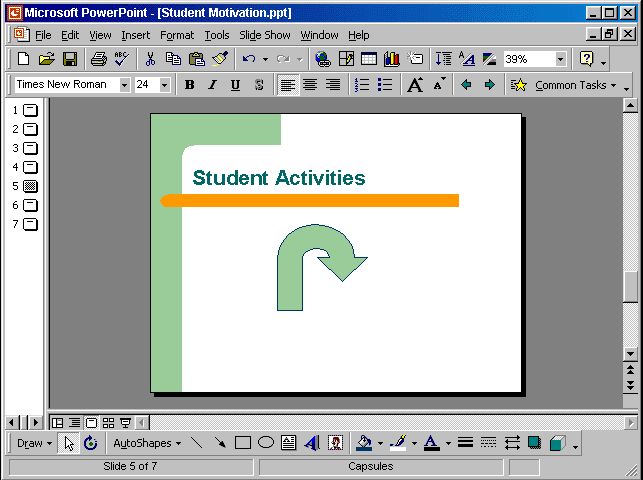 Microsoft PowerPoint - [Student Motivation.ppt]
File Edit View Insert Format Tools Slide Show Window Help
39%
Times New Roman 24 B I U S Common Tasks
1
2
3
4
5
6
7
Student Activities
Draw AutoShapes
Slide 5 of 7 Capsules